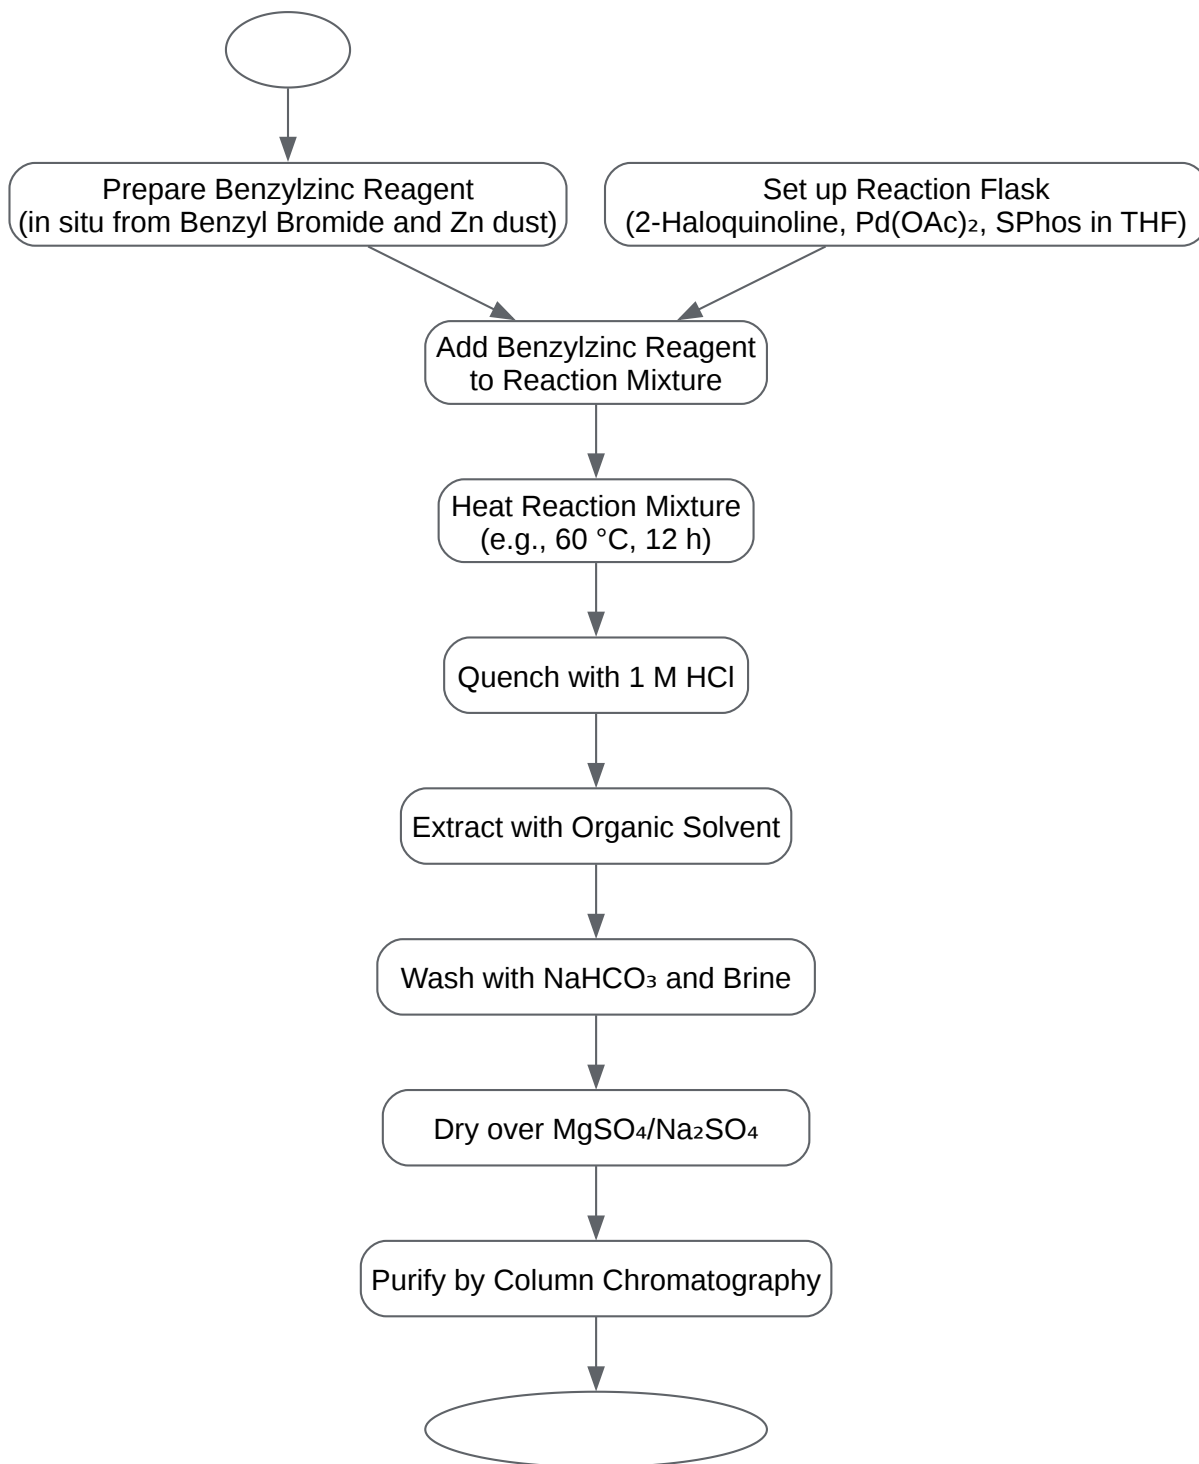 Prepare Benzylzinc Reagent
(in situ from Benzyl Bromide and Zn dust)
Set up Reaction Flask
(2-Haloquinoline, Pd(OAc)₂, SPhos in THF)
Add Benzylzinc Reagent
to Reaction Mixture
Heat Reaction Mixture
(e.g., 60 °C, 12 h)
Quench with 1 M HCl
Extract with Organic Solvent
Wash with NaHCO₃ and Brine
Dry over MgSO₄/Na₂SO₄
Purify by Column Chromatography